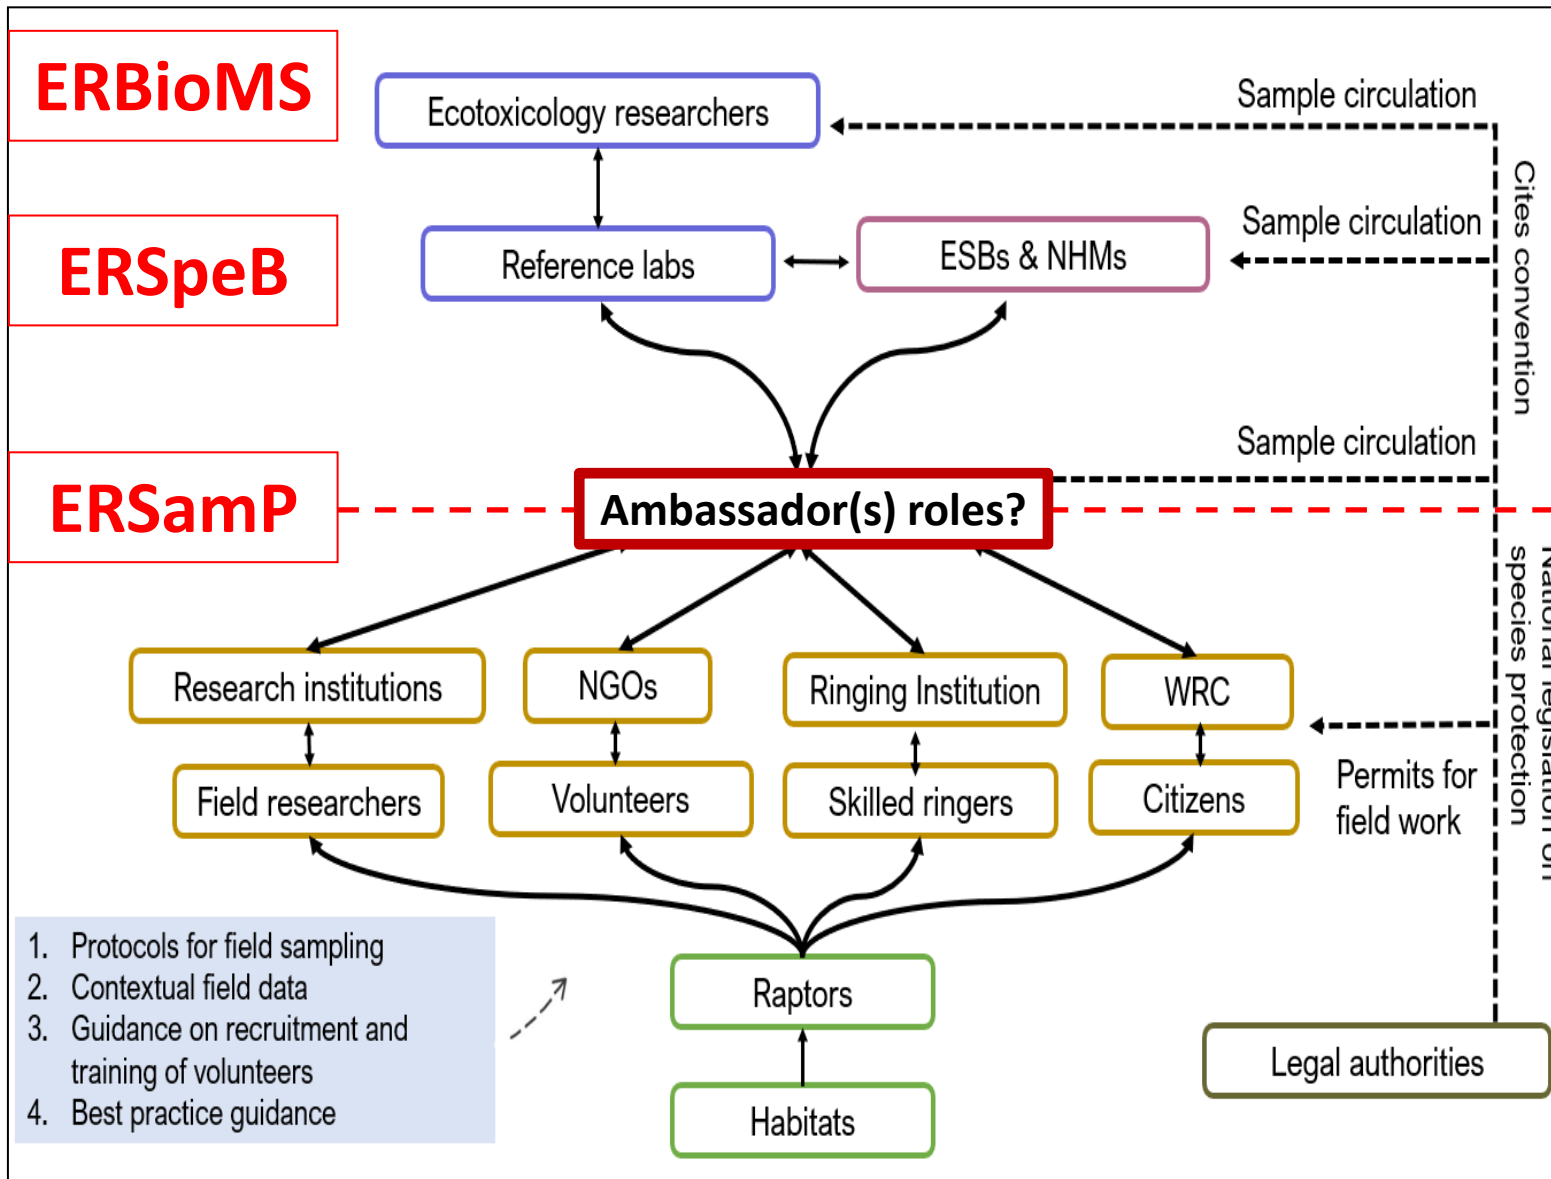 ERBioMS
Ecotoxicology researchers
Sample circulation
ERSpeB
Reference labs
ESBs & NHMs
Sample circulation
Cites convention
Sample circulation
ERSamP
Ambassador(s) roles?
National legislation on
species protection
Research institutions
NGOs
Ringing Institution
WRC
Field researchers
Volunteers
Skilled ringers
Citizens
Permits for
field work
1. Protocols for field sampling
2. Contextual field data
3. Guidance on recruitment and
training of volunteers
4. Best practice guidance
Raptors
Legal authorities
Habitats